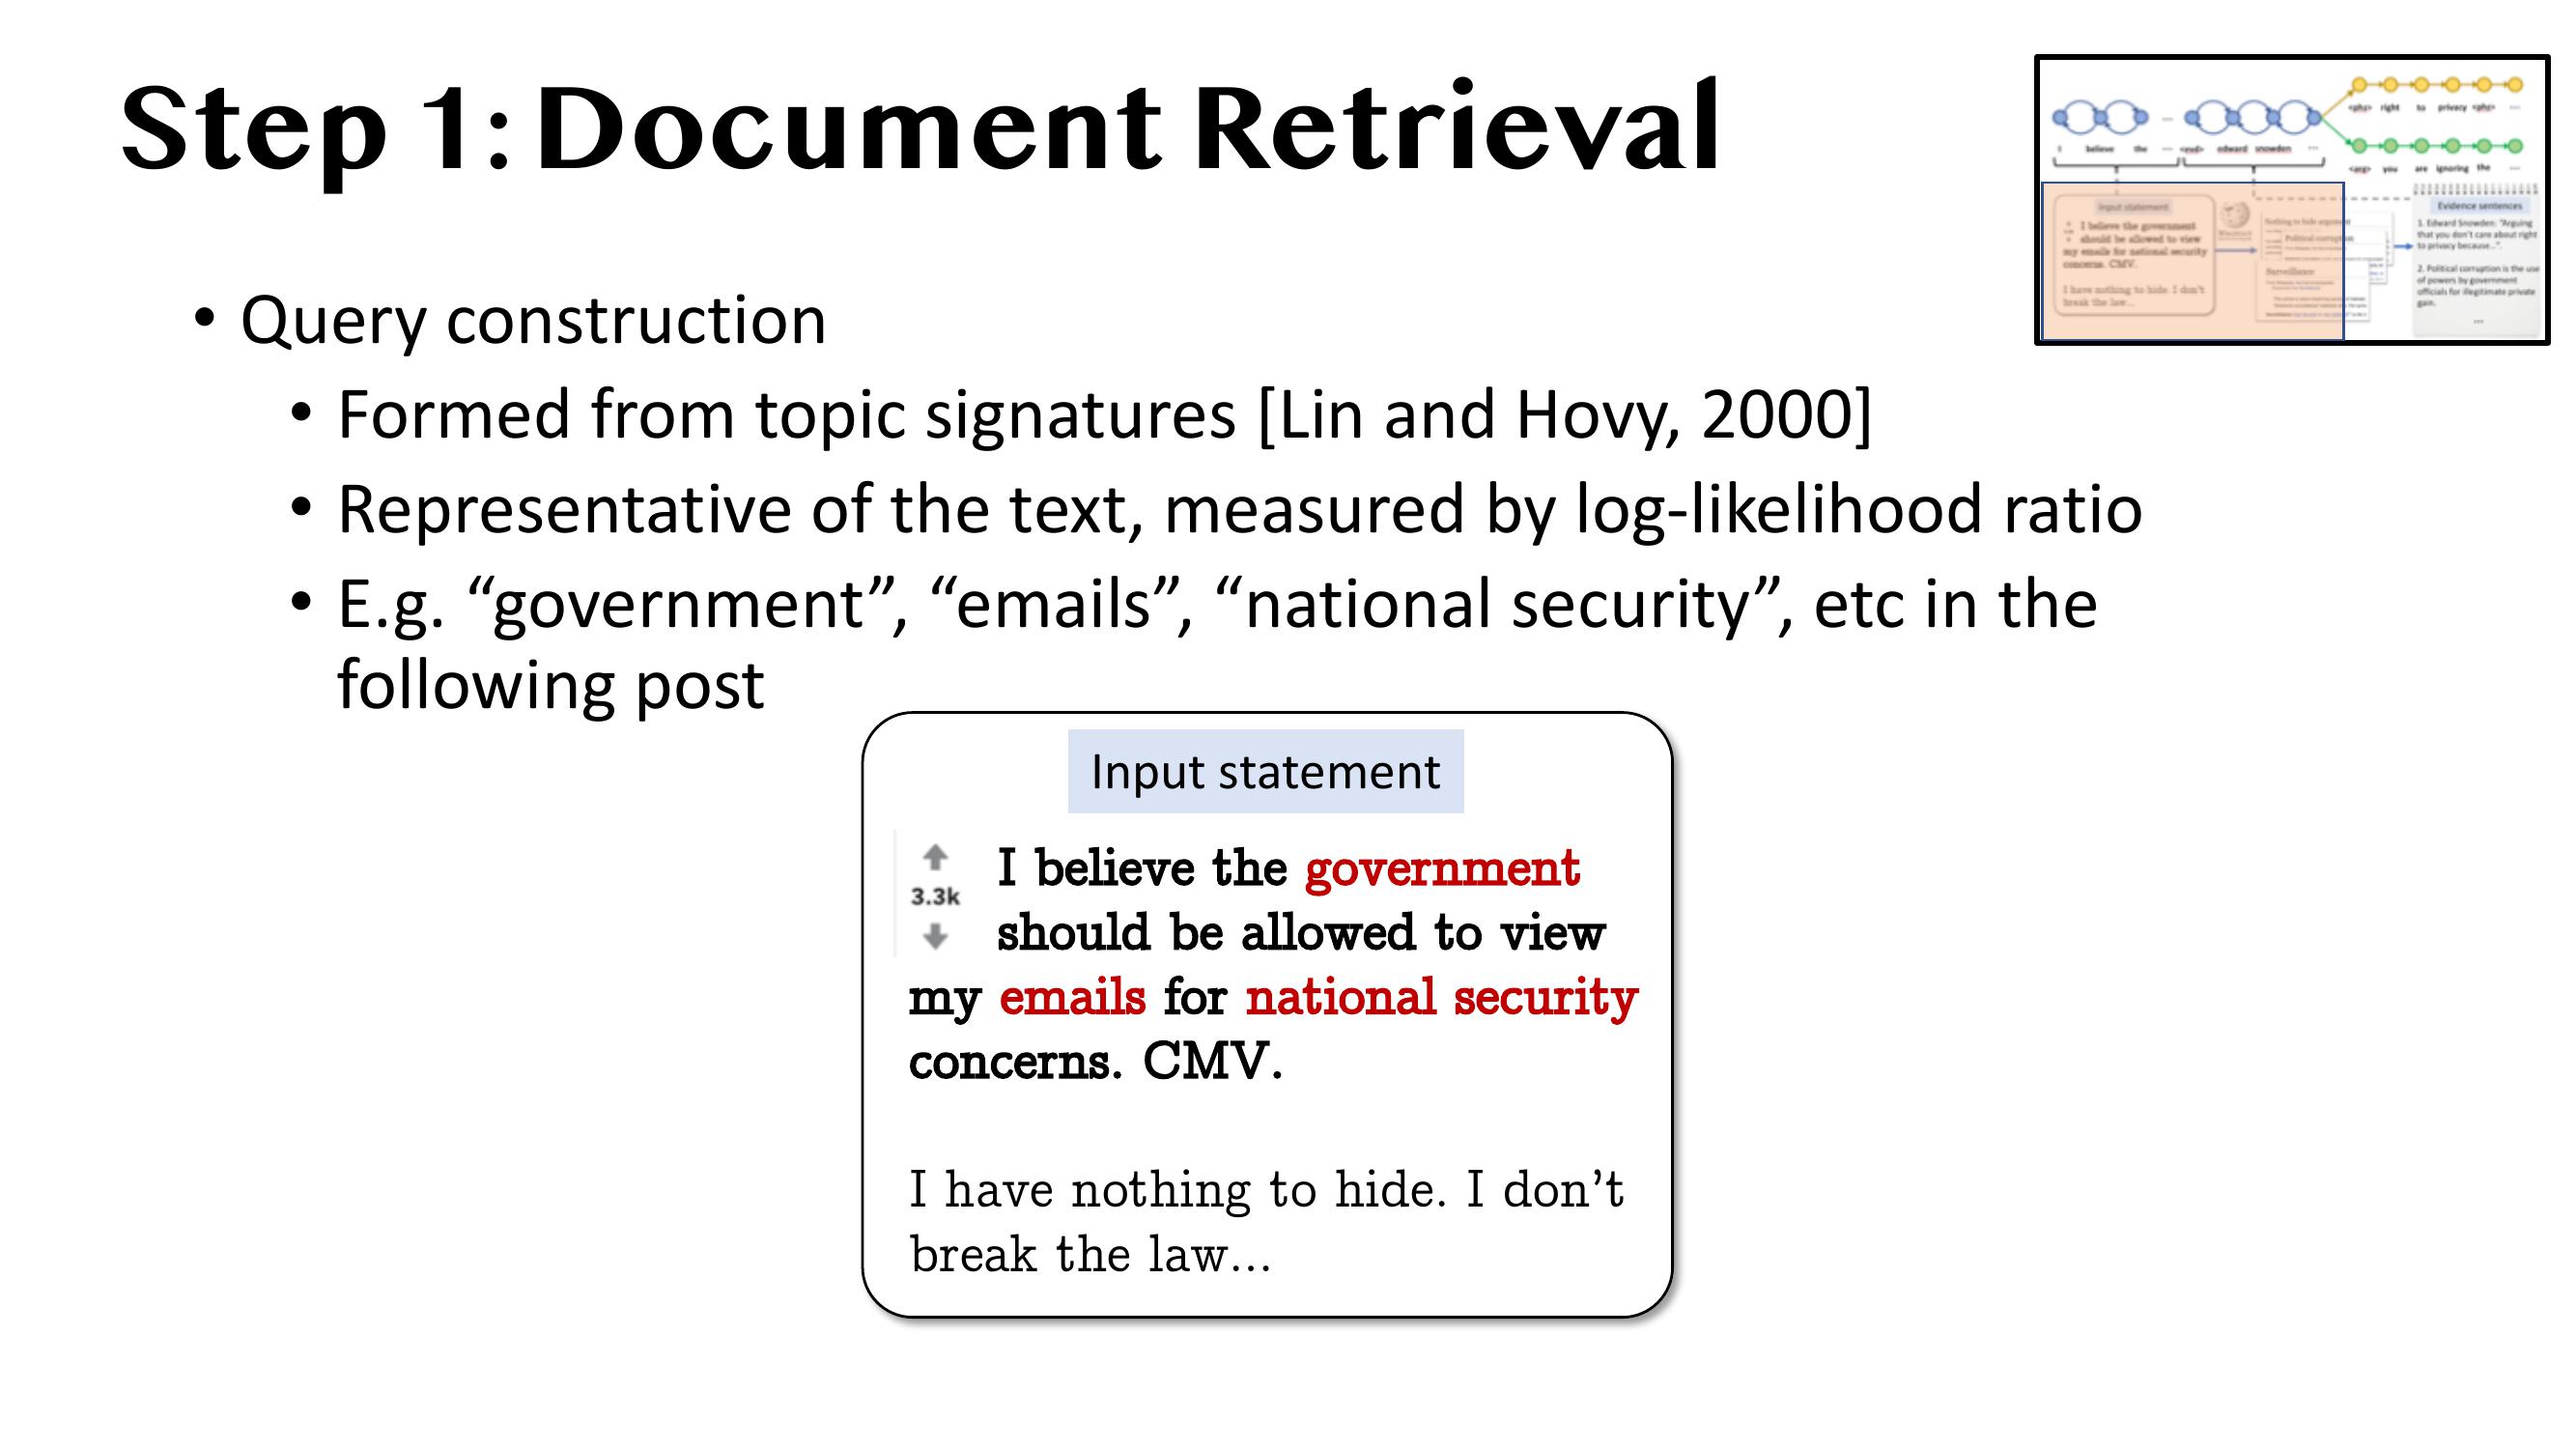 Step 1: Document Retrieval
<phz> right to privacy <phz> ...
I believe the ... <evd> edward snowden ...
<arg> you are ignoring the ...
Input statement
I believe the government
should be allowed to view
my emails for national security
concerns. CMV.
I have nothing to hide. I don't
break the law...
Nothing to hide argument
Political corruption
Surveillance
Evidence sentences
1. Edward Snowden: "Arguing
that you don't care about right
to privacy because...".
2. Political corruption is the use
of powers by government
officials for illegitimate private
gain.
...
• Query construction
• Formed from topic signatures [Lin and Hovy, 2000]
• Representative of the text, measured by log-likelihood ratio
• E.g. “government”, “emails”, “national security”, etc in the
following post
Input statement
3.3k
I believe the government
should be allowed to view
my emails for national security
concerns. CMV.
I have nothing to hide. I don’t
break the law...